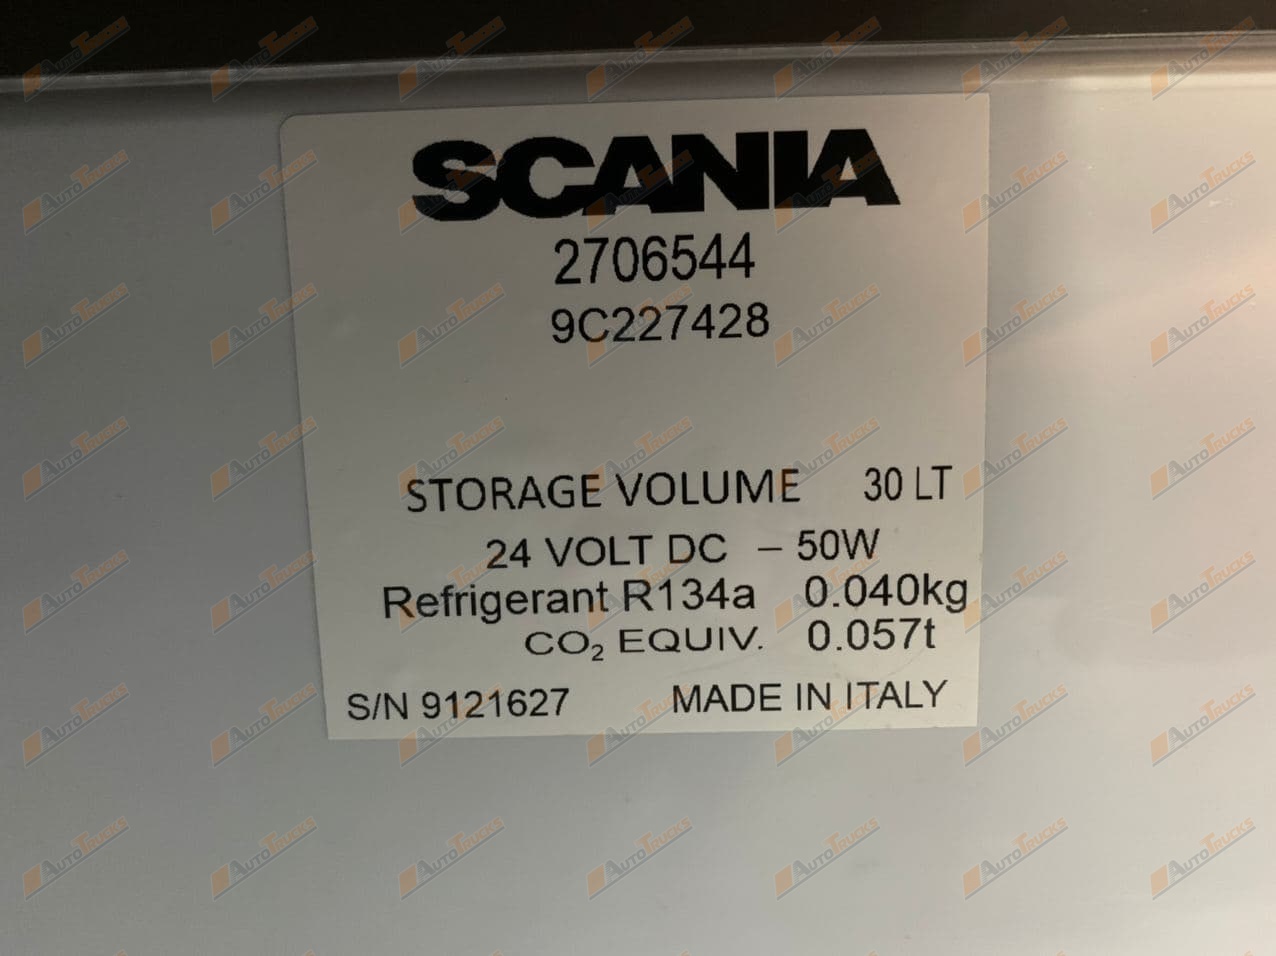 SCANIA
2706544
9C227428
STORAGE VOLUME 30 LT
24 VOLT DC – 50W
Refrigerant R134a 0.040kg
CO₂ EQUIV. 0.057t
S/N 9121627 MADE IN ITALY
AUTOTRUCKS